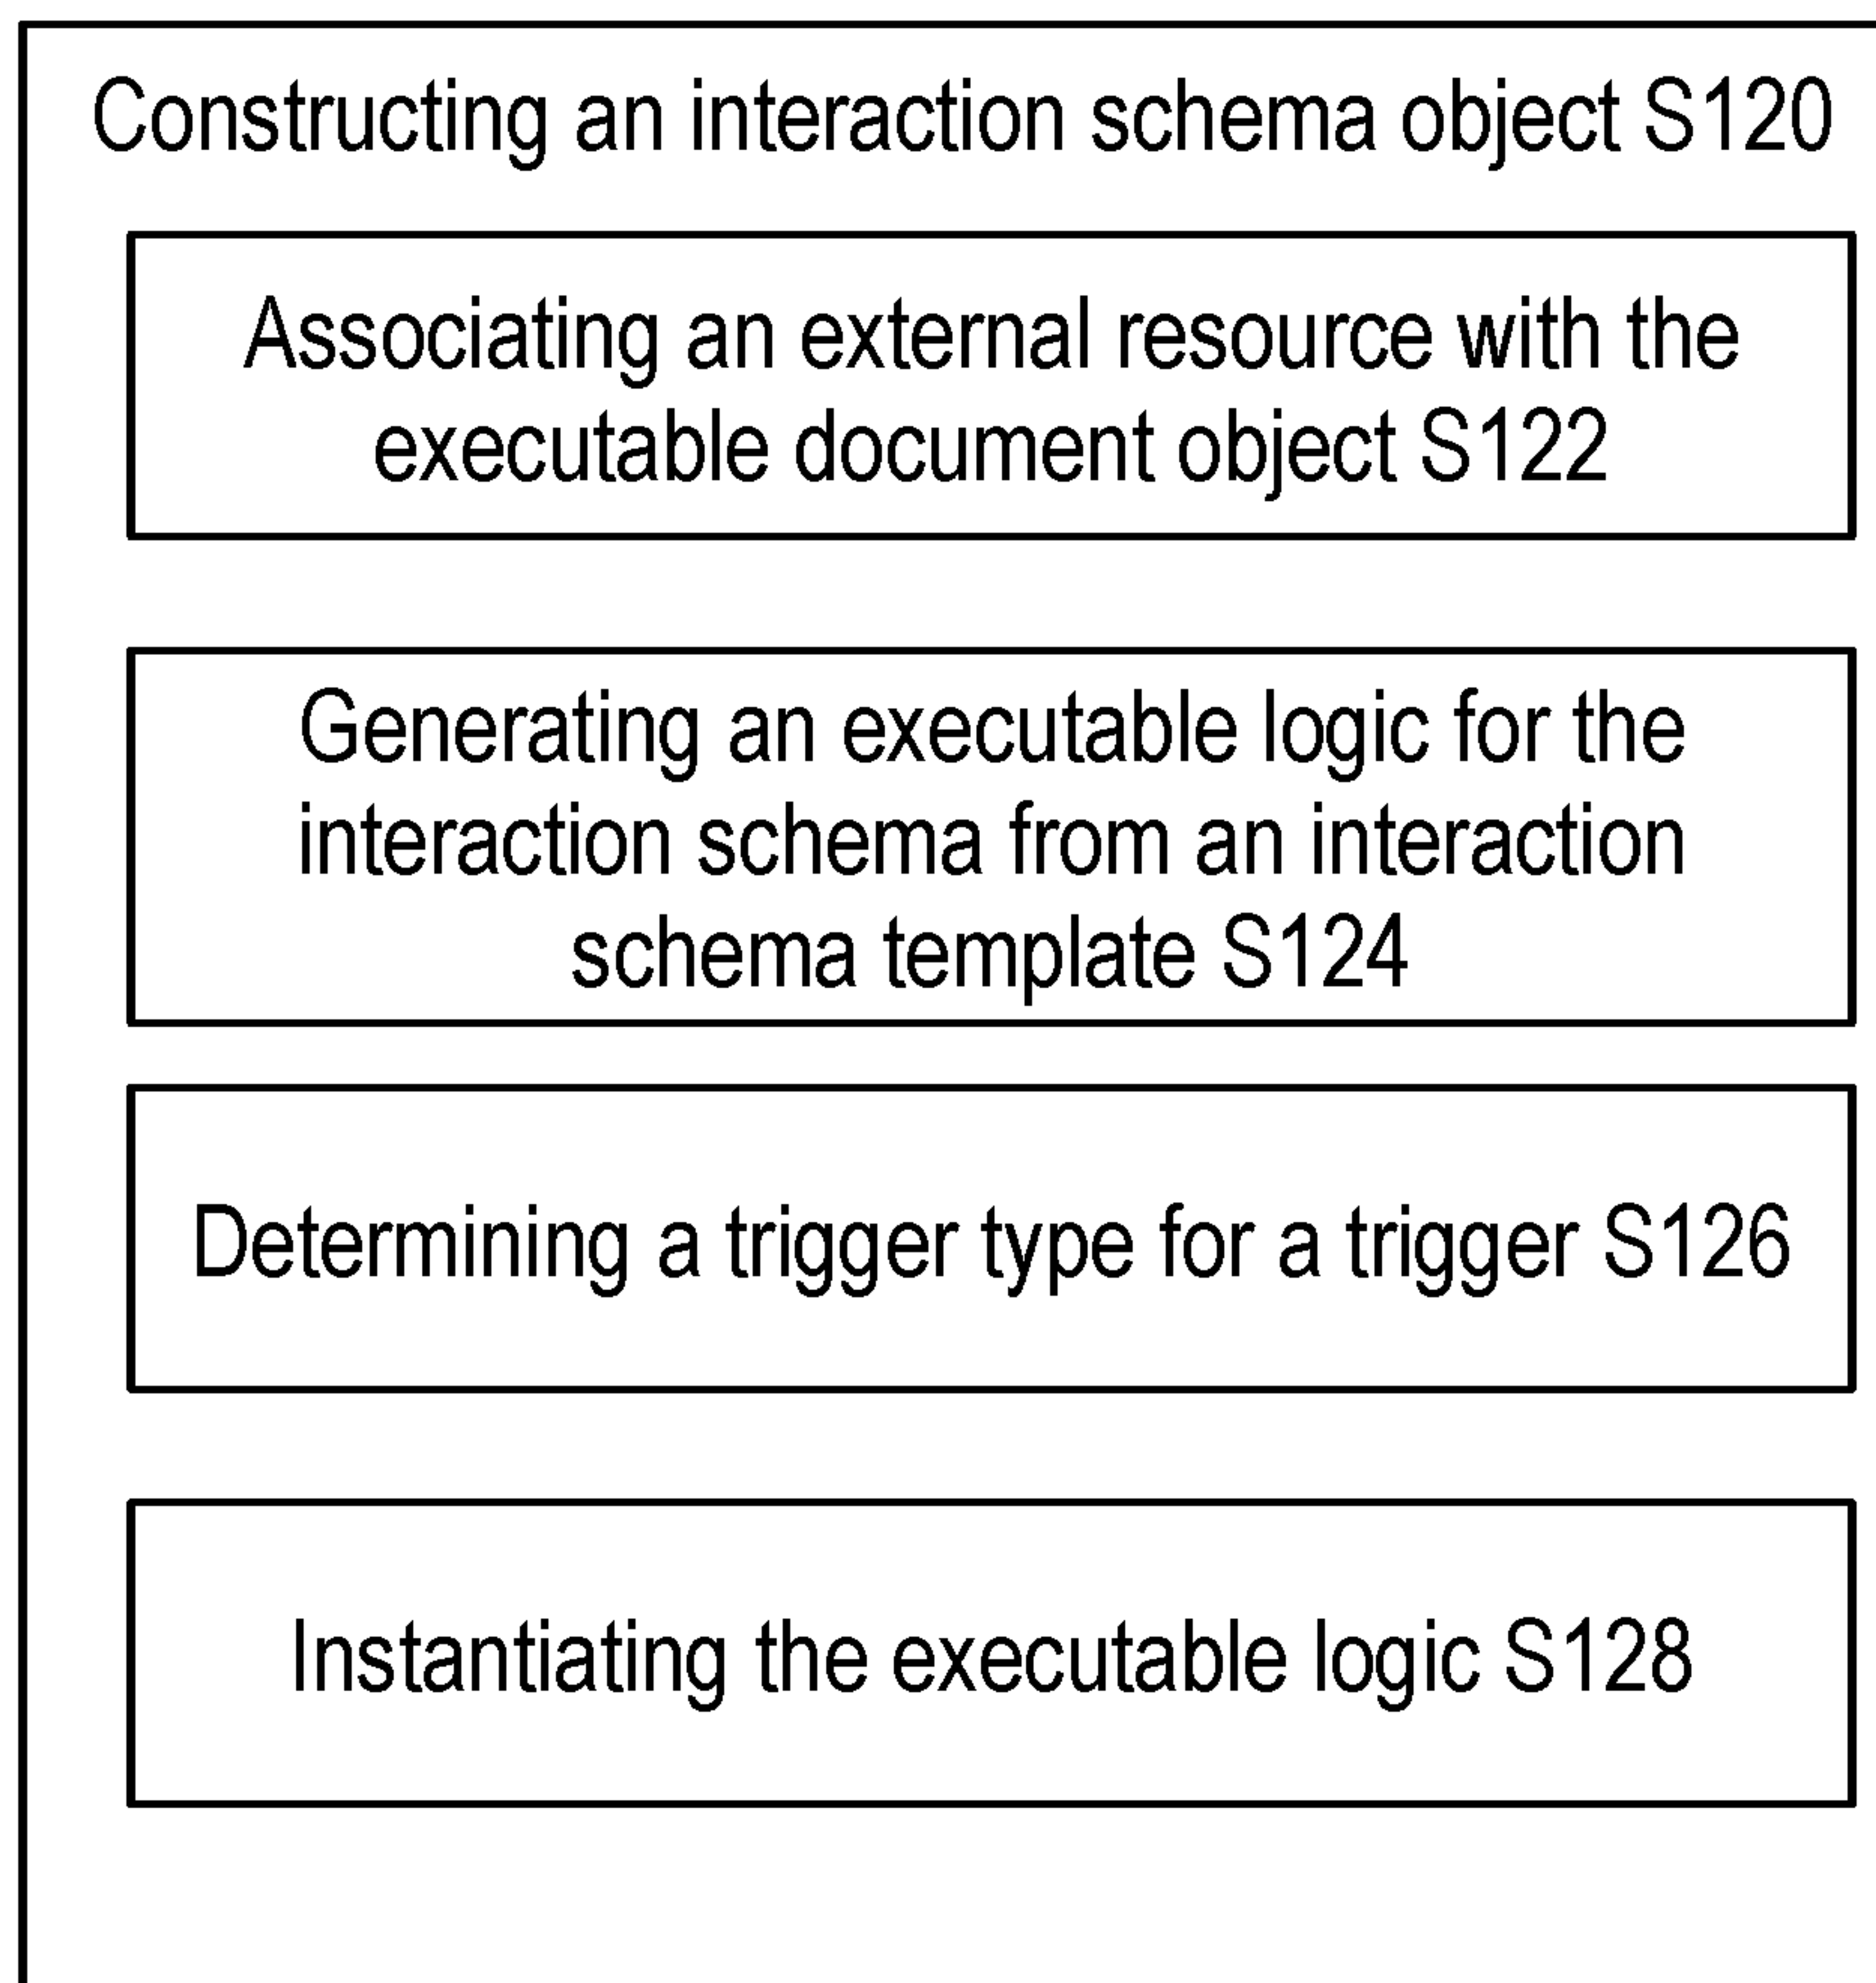 Constructing an interaction schema object S120
Associating an external resource with the
executable document object S122
Generating an executable logic for the
interaction schema from an interaction
schema template S124
Determining a trigger type for a trigger S126
Instantiating the executable logic S128